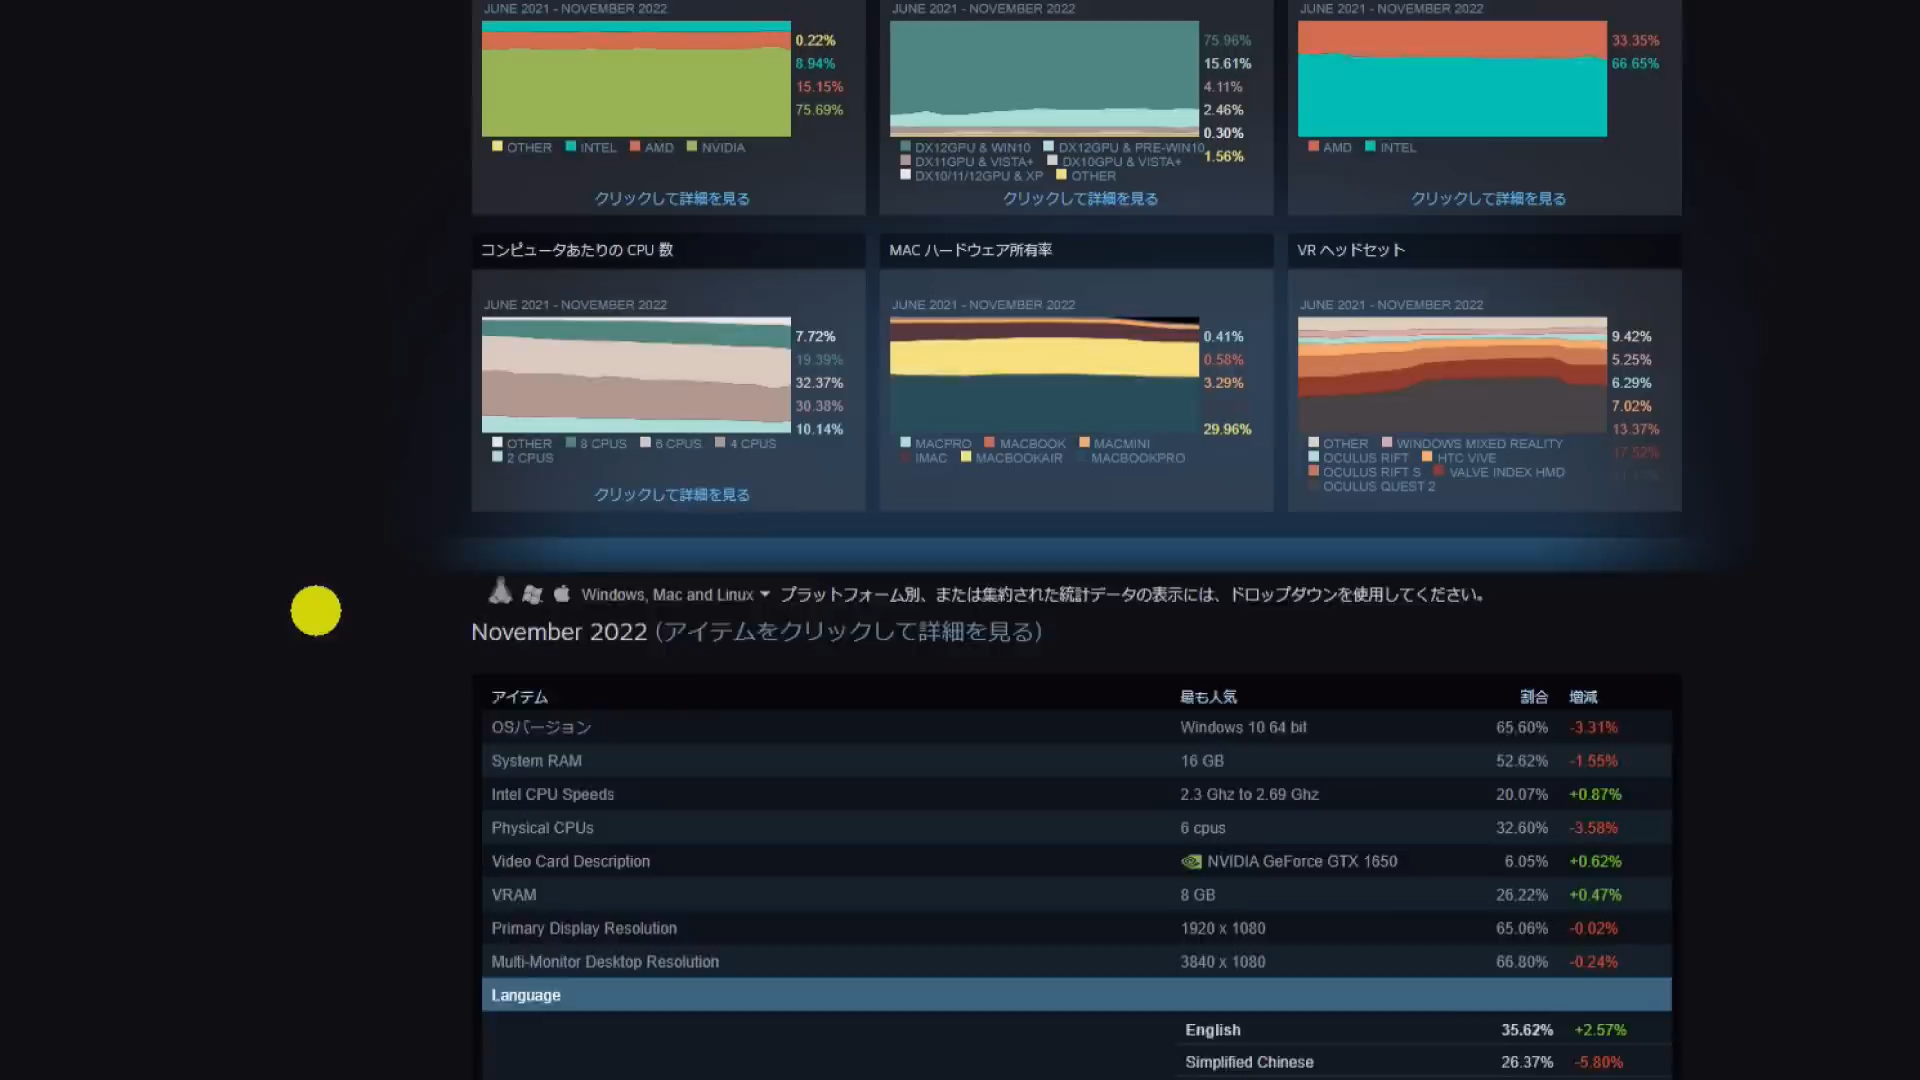 JUNE 2021 - NOVEMBER 2022
0.22%
8.94%
15.15%
75.69%
OTHER INTEL AMD NVIDIA
クリックして詳細を見る
JUNE 2021 - NOVEMBER 2022
75.96%
15.61%
4.11%
2.46%
0.30%
1.56%
DX12GPU & WIN10 DX12GPU & PRE-WIN10
DX11GPU & VISTA+ DX10GPU & VISTA+
DX10/11/12GPU & XP OTHER
クリックして詳細を見る
JUNE 2021 - NOVEMBER 2022
33.35%
66.65%
AMD INTEL
クリックして詳細を見る
コンピュータあたりの CPU 数
JUNE 2021 - NOVEMBER 2022
7.72%
19.39%
32.37%
30.38%
10.14%
OTHER 8 CPUS 6 CPUS 4 CPUS
2 CPUS
クリックして詳細を見る
MAC ハードウェア所有率
JUNE 2021 - NOVEMBER 2022
0.41%
0.58%
3.29%
29.96%
MACPRO MACBOOK MACMINI
IMAC MACBOOKAIR MACBOOKPRO
VR ヘッドセット
JUNE 2021 - NOVEMBER 2022
9.42%
5.25%
6.29%
7.02%
13.37%
17.52%
OTHER WINDOWS MIXED REALITY
OCULUS RIFT HTC VIVE
OCULUS RIFT S VALVE INDEX HMD
OCULUS QUEST 2
Windows, Mac and Linux プラットフォーム別、または集約された統計データの表示には、ドロップダウンを使用してください。
November 2022 (アイテムをクリックして詳細を見る)
アイテム 最も人気 割合 増減
OSバージョン Windows 10 64 bit 65.60% -3.31%
System RAM 16 GB 52.62% -1.55%
Intel CPU Speeds 2.3 Ghz to 2.69 Ghz 20.07% +0.87%
Physical CPUs 6 cpus 32.60% -3.58%
Video Card Description NVIDIA GeForce GTX 1650 6.05% +0.62%
VRAM 8 GB 26.22% +0.47%
Primary Display Resolution 1920 x 1080 65.06% -0.02%
Multi-Monitor Desktop Resolution 3840 x 1080 66.80% -0.24%
Language
English 35.62% +2.57%
Simplified Chinese 26.37% -5.80%